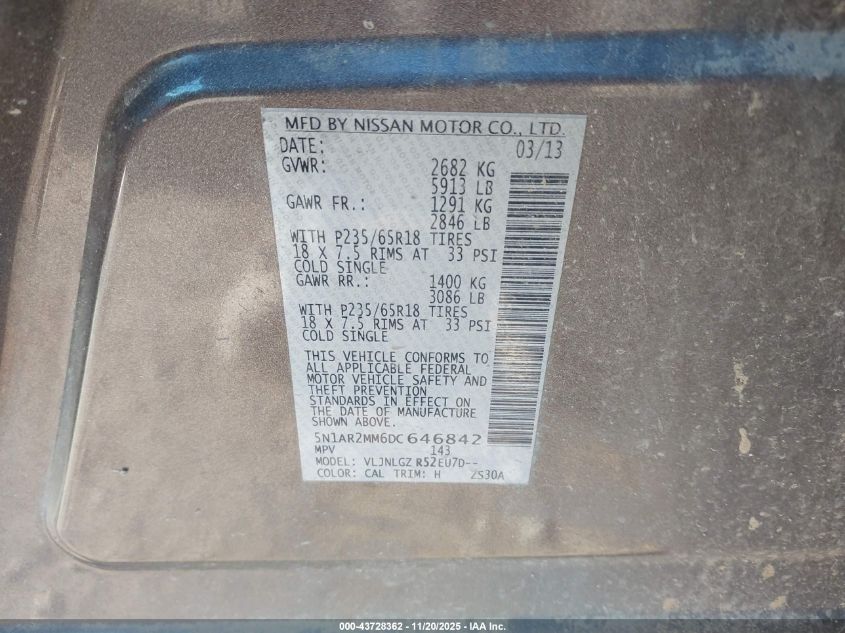 MFD BY NISSAN MOTOR CO., LTD.
DATE: 03/13
GVWR: 2682 KG
5913 LB
GAWR FR.: 1291 KG
2846 LB
WITH P235/65R18 TIRES
18 X 7.5 RIMS AT 33 PSI
COLD SINGLE
GAWR RR.: 1400 KG
3086 LB
WITH P235/65R18 TIRES
18 X 7.5 RIMS AT 33 PSI
COLD SINGLE
THIS VEHICLE CONFORMS TO
ALL APPLICABLE FEDERAL
MOTOR VEHICLE SAFETY AND
THEFT PREVENTION
STANDARDS IN EFFECT ON
THE DATE OF MANUFACTURE
SHOWN ABOVE.
5N1AR2MM6DC646842
MPV 143
MODEL: VLJNLGZ R52EU7D--
COLOR: CAL TRIM: H ZS30A
000-43728362 - 11/20/2025 - IAA Inc.